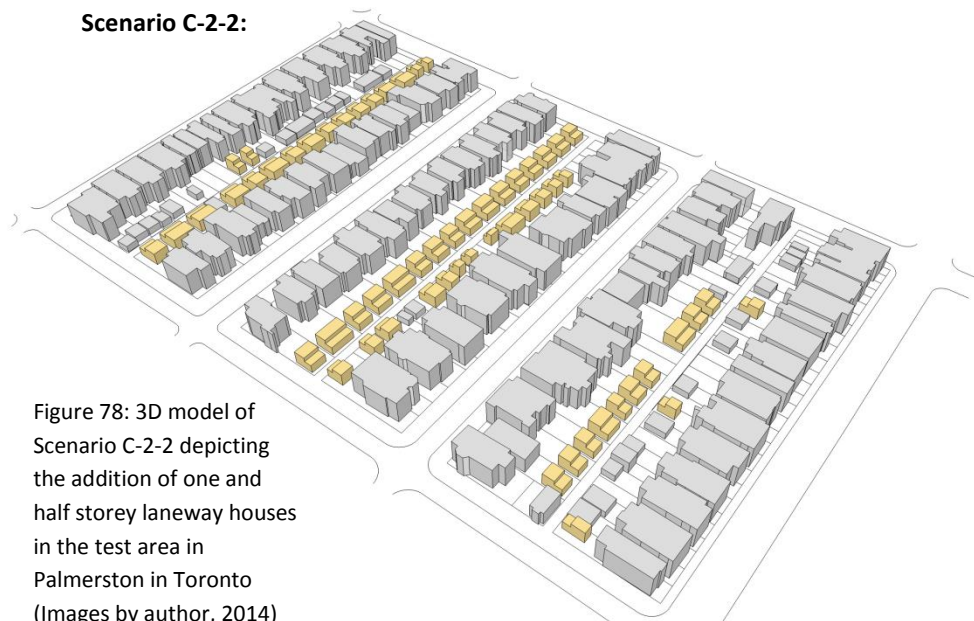 Scenario C-2-2:
Figure 78: 3D model of
Scenario C-2-2 depicting
the addition of one and
half storey laneway houses
in the test area in
Palmerston in Toronto
(Images by author, 2014)